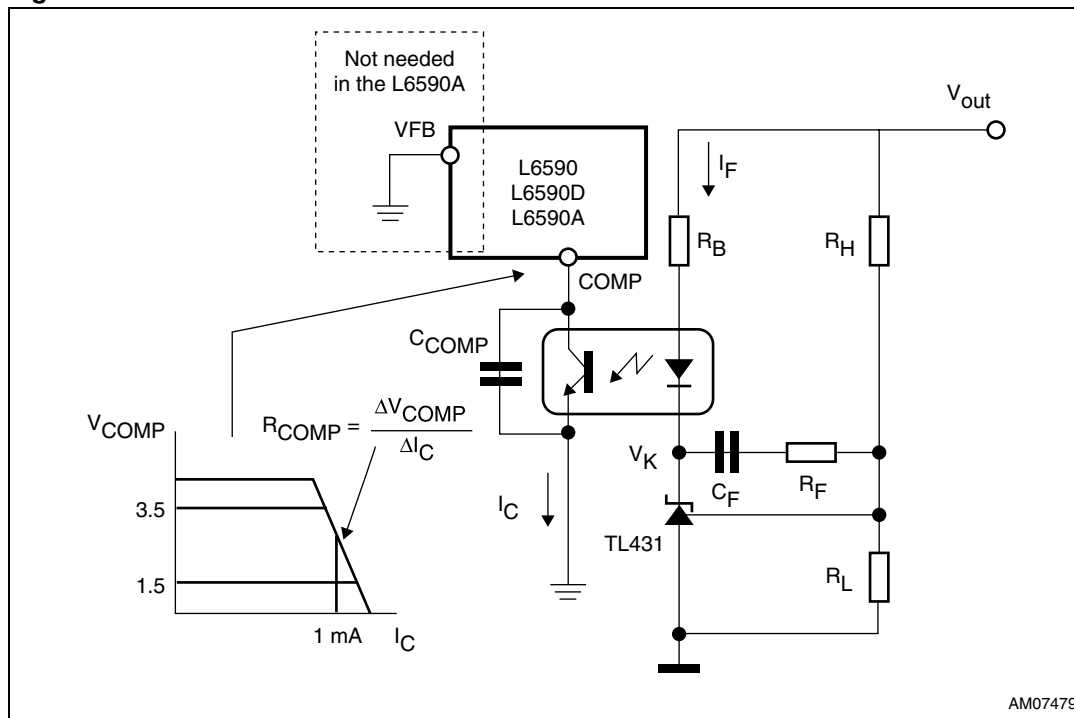 Not needed
in the L6590A
VFB
L6590
L6590D
L6590A
COMP
Vout
IF
RB
RH
CCOMP
VCOMP
RCOMP = ΔVCOMP
ΔIC
3.5
1.5
1 mA
IC
IC
VK
CF
RF
TL431
RL
AM07479